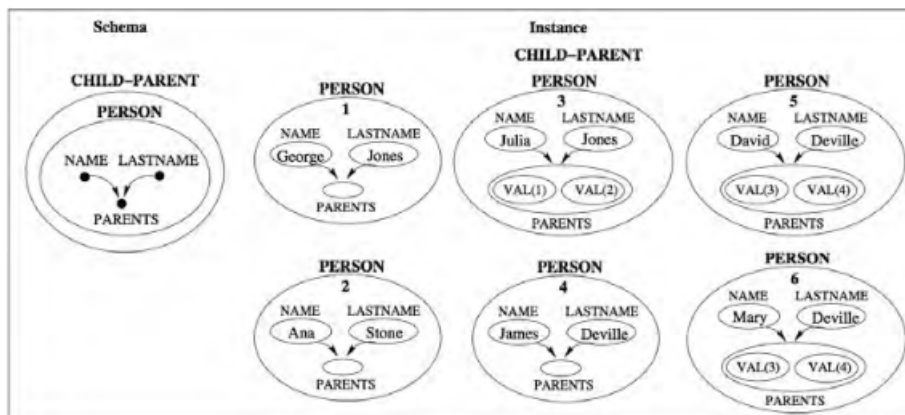 Schema
Instance
CHILD–PARENT
PERSON
NAME LASTNAME
PARENTS
CHILD–PARENT
PERSON
1
NAME LASTNAME
George Jones
PARENTS
PERSON
3
NAME LASTNAME
Julia Jones
VAL(1) VAL(2)
PARENTS
PERSON
5
NAME LASTNAME
David Deville
VAL(3) VAL(4)
PARENTS
PERSON
2
NAME LASTNAME
Ana Stone
PARENTS
PERSON
4
NAME LASTNAME
James Deville
PARENTS
PERSON
6
NAME LASTNAME
Mary Deville
VAL(3) VAL(4)
PARENTS